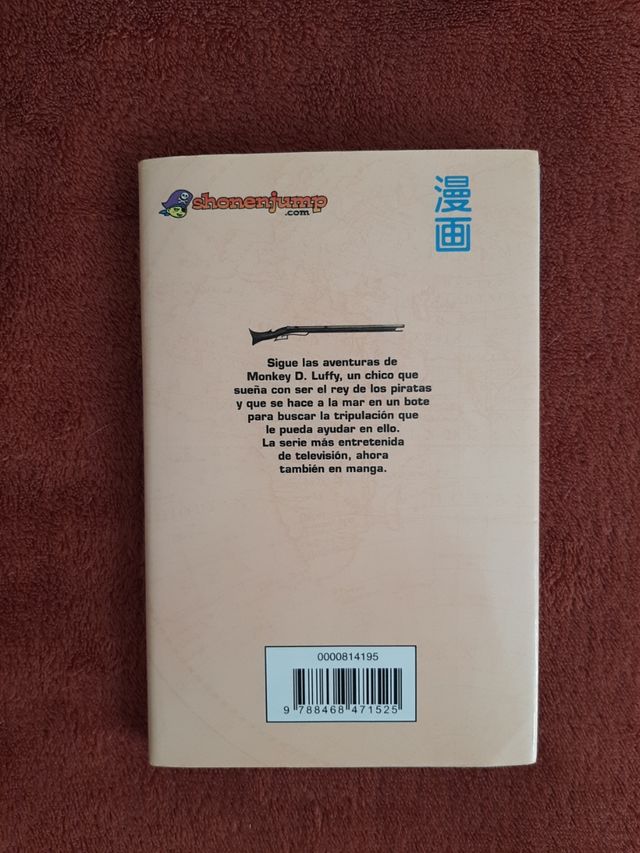 shonenjump
.com
漫
画
Sigue las aventuras de
Monkey D. Luffy, un chico que
sueña con ser el rey de los piratas
y que se hace a la mar en un bote
para buscar la tripulación que
le pueda ayudar en ello.
La serie más entretenida
de televisión, ahora
también en manga.
0000814195
9 788468 471525